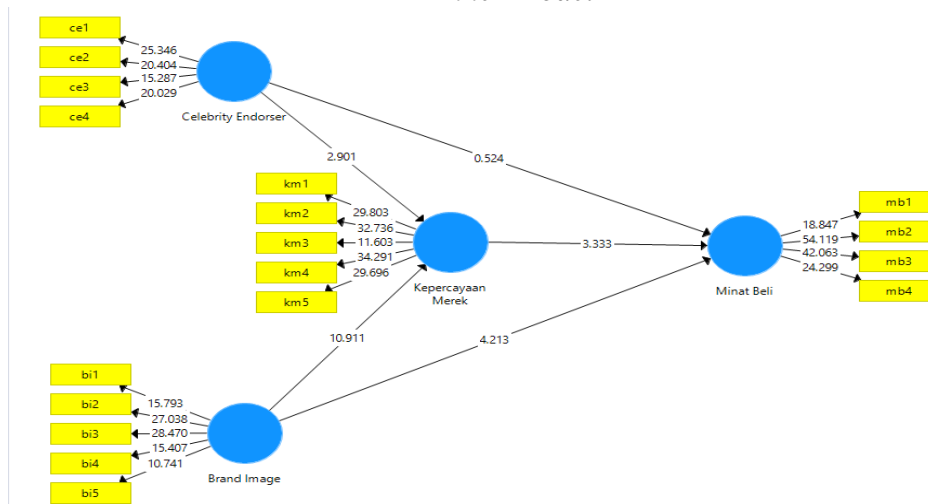 ce1
ce2
ce3
ce4
25.346
20.404
15.287
20.029
Celebrity Endorser
2.901
0.524
km1
km2
km3
km4
km5
29.803
32.736
11.603
34.291
29.696
Kepercayaan
Merek
3.333
mb1
mb2
mb3
mb4
18.847
54.119
42.063
24.299
Minat Beli
10.911
4.213
bi1
bi2
bi3
bi4
bi5
15.793
27.038
28.470
15.407
10.741
Brand Image